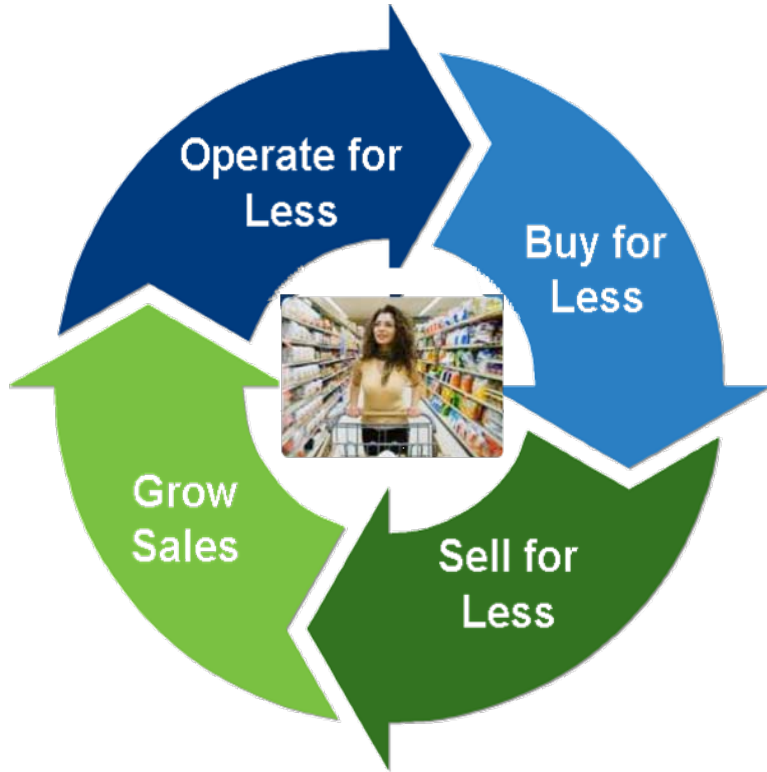 Operate for
Less
Buy for
Less
Sell for
Less
Grow
Sales